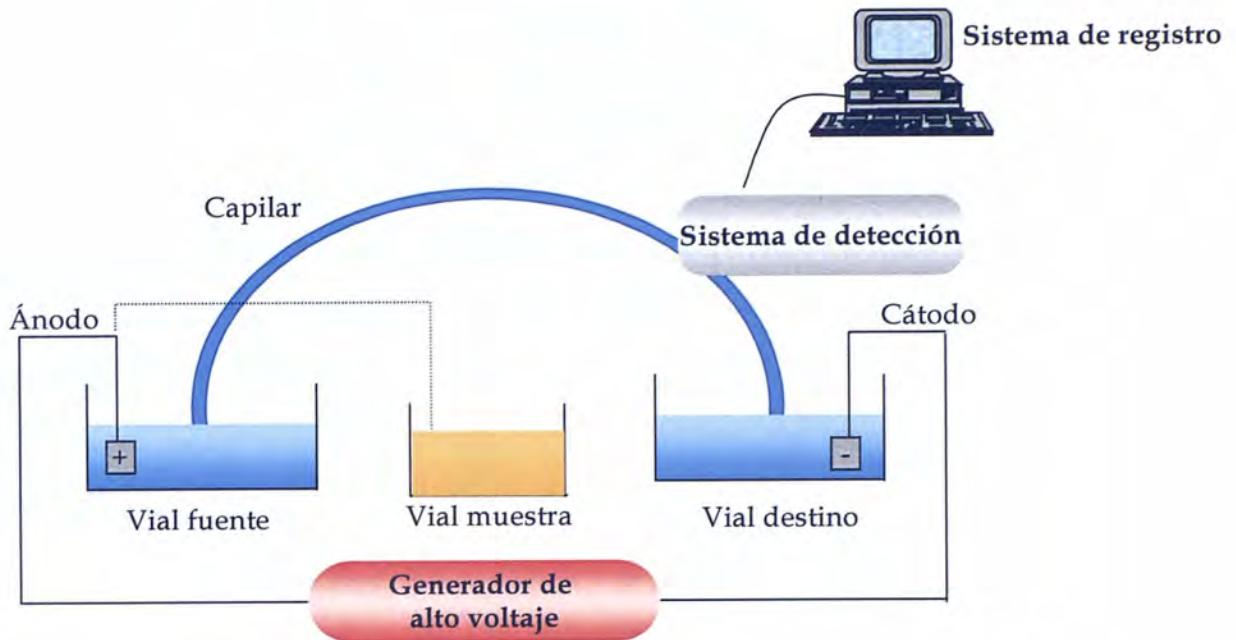 Sistema de registro
Capilar
Sistema de detección
Ánodo
Cátodo
+
-
Vial fuente
Vial muestra
Vial destino
Generador de
alto voltaje